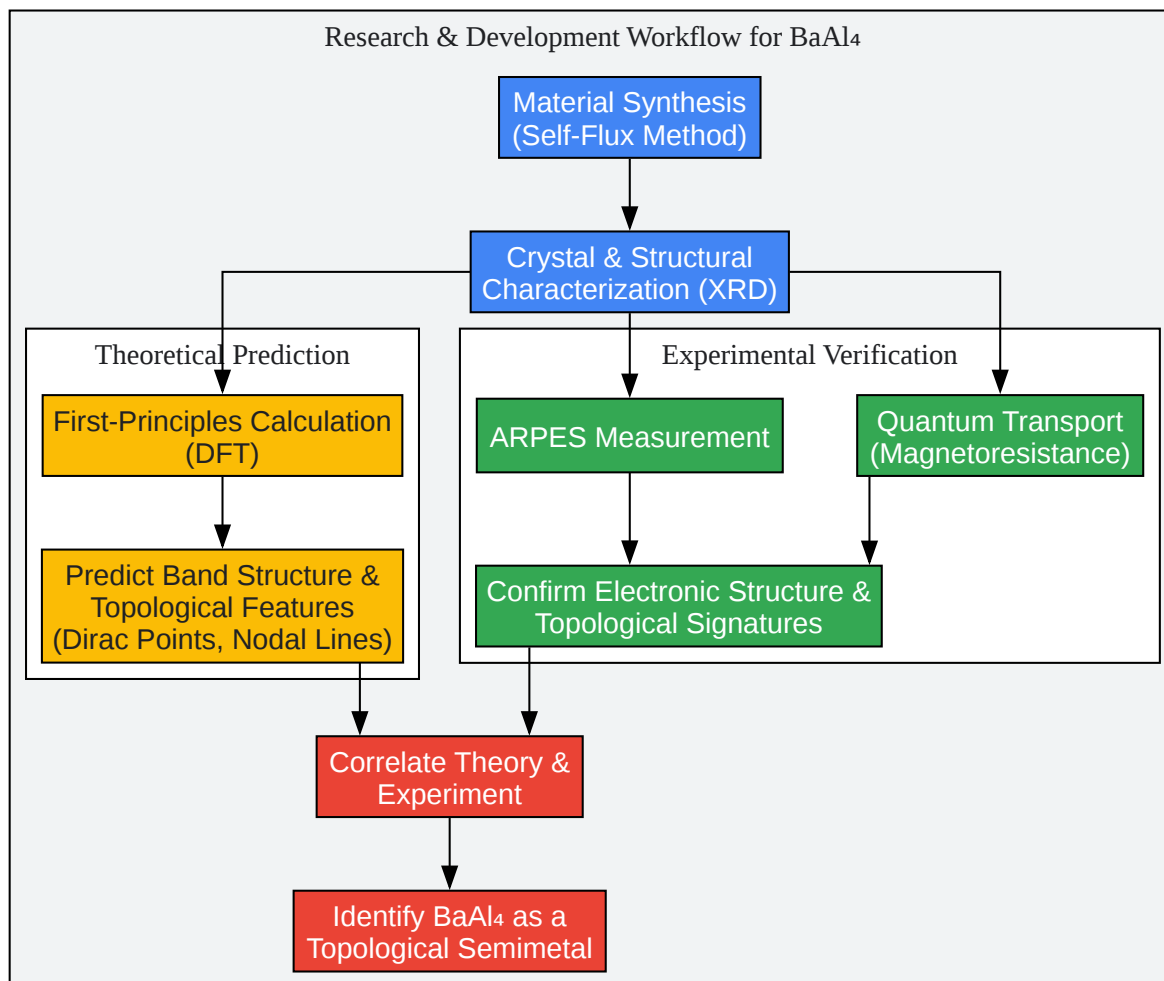 Research & Development Workflow for BaAl₄
Material Synthesis
(Self-Flux Method)
Crystal & Structural
Characterization (XRD)
Theoretical Prediction
First-Principles Calculation
(DFT)
Predict Band Structure &
Topological Features
(Dirac Points, Nodal Lines)
Experimental Verification
ARPES Measurement
Quantum Transport
(Magnetoresistance)
Confirm Electronic Structure &
Topological Signatures
Correlate Theory &
Experiment
Identify BaAl₄ as a
Topological Semimetal